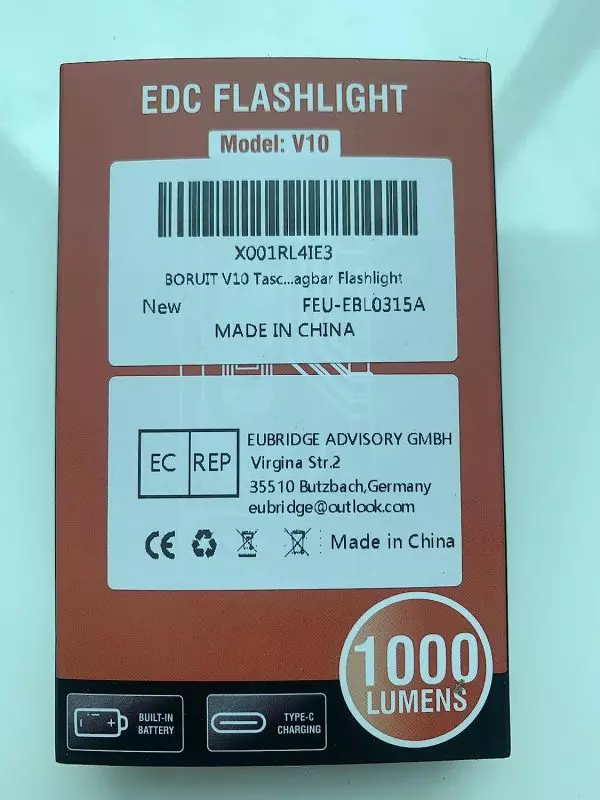 EDC FLASHLIGHT
Model: V10
X001RL4IE3
BORUIT V10 Tasc...agbar Flashlight
New FEU-EBL0315A
MADE IN CHINA
EC REP
EUBRIDGE ADVISORY GMBH
Virgina Str.2
35510 Butzbach,Germany
eubridge@outlook.com
CE Made in China
1000
LUMENS
BUILT-IN
BATTERY
TYPE-C
CHARGING